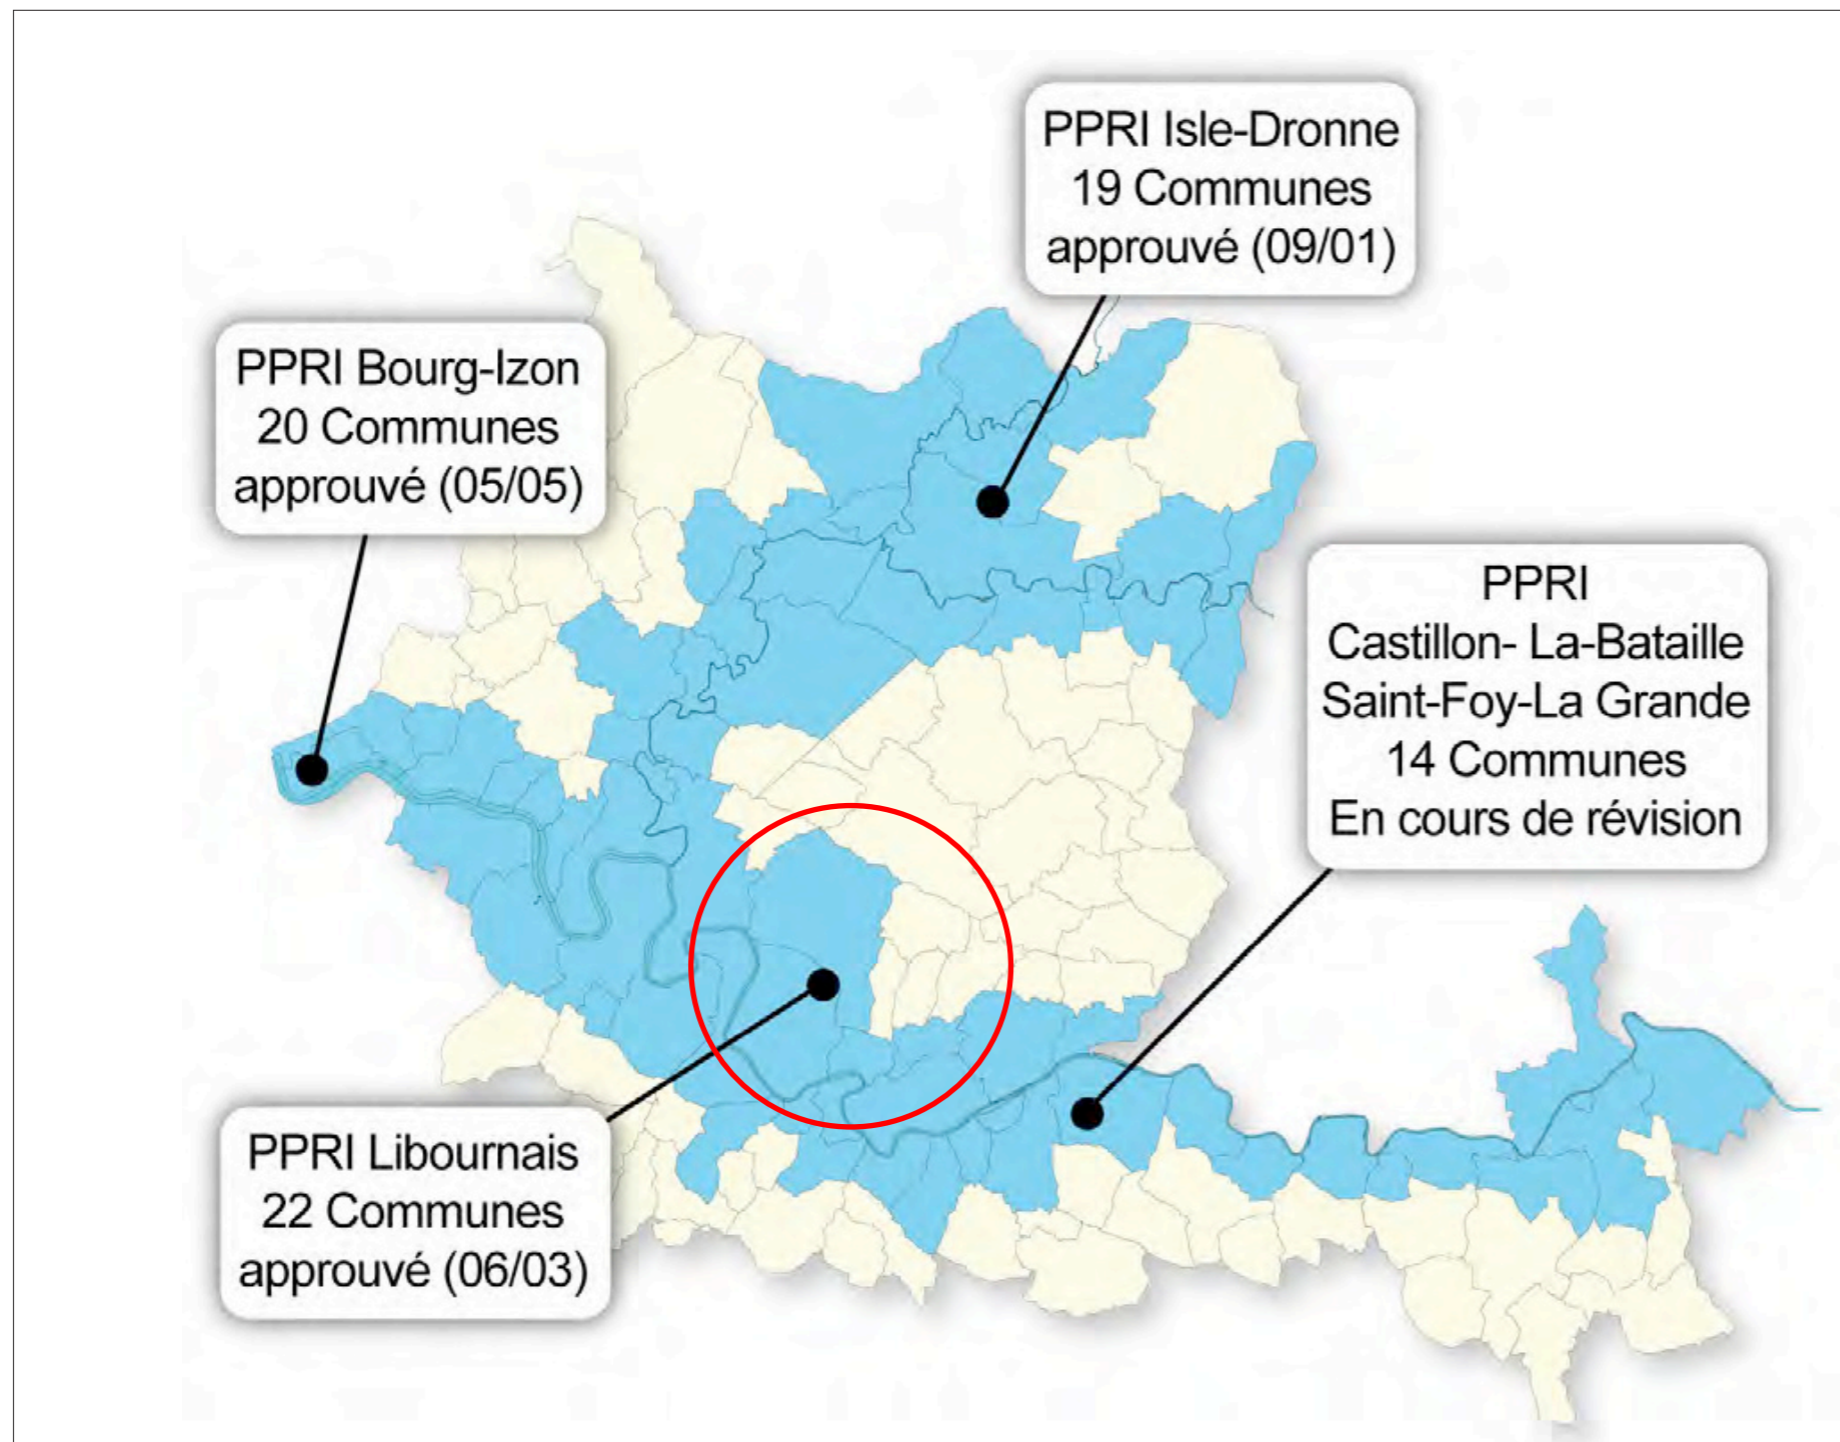 PPRI Isle-Dronne
19 Communes
approuvé (09/01)
PPRI Bourg-Izon
20 Communes
approuvé (05/05)
PPRI
Castillon- La-Bataille
Saint-Foy-La Grande
14 Communes
En cours de révision
PPRI Libournais
22 Communes
approuvé (06/03)